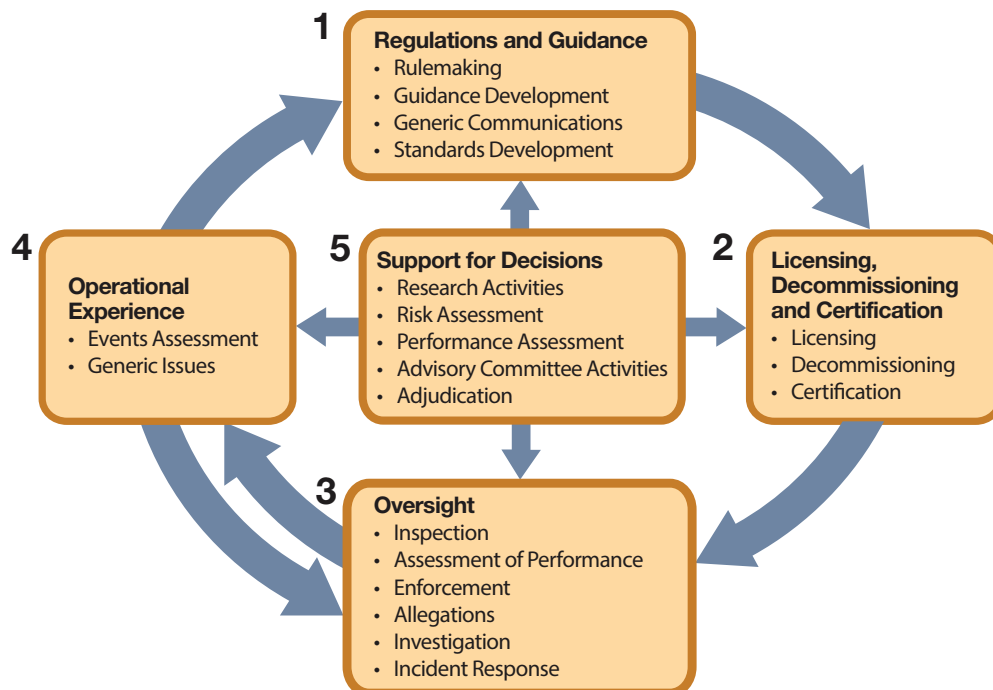 1
Regulations and Guidance
• Rulemaking
• Guidance Development
• Generic Communications
• Standards Development
4
Operational
Experience
• Events Assessment
• Generic Issues
5
Support for Decisions
• Research Activities
• Risk Assessment
• Performance Assessment
• Advisory Committee Activities
• Adjudication
2
Licensing,
Decommissioning
and Certification
• Licensing
• Decommissioning
• Certification
3
Oversight
• Inspection
• Assessment of Performance
• Enforcement
• Allegations
• Investigation
• Incident Response